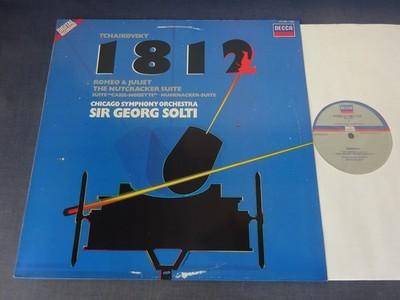 DIGITAL
TCHAIKOVSKY
DECCA
1812
ROMEO & JULIET
THE NUTCRACKER SUITE
SUITE "CASSE-NOISETTE" · NUSSKNACKER-SUITE
CHICAGO SYMPHONY ORCHESTRA
SIR GEORG SOLTI